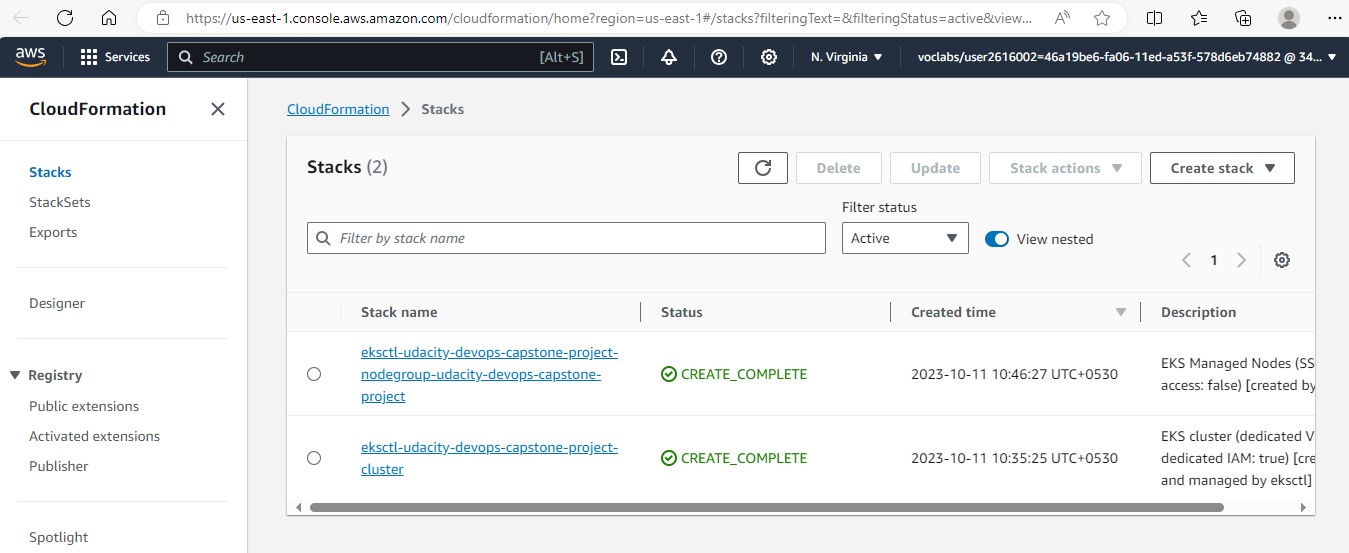 https://us-east-1.console.aws.amazon.com/cloudformation/home?region=us-east-1#/stacks?filteringText=&filteringStatus=active&view...
aws Services Search [Alt+S] N. Virginia voclabs/user2616002=46a19be6-fa06-11ed-a53f-578d6eb74882 @ 34...
CloudFormation
Stacks
StackSets
Exports
Designer
Registry
Public extensions
Activated extensions
Publisher
Spotlight
CloudFormation > Stacks
Stacks (2)
Delete Update Stack actions Create stack
Filter status
Filter by stack name Active View nested
1
Stack name Status Created time Description
eksctl-udacity-devops-capstone-project-
nodegroup-udacity-devops-capstone-
project
CREATE_COMPLETE
2023-10-11 10:46:27 UTC+0530
EKS Managed Nodes (SS
access: false) [created by
eksctl-udacity-devops-capstone-project-
cluster
CREATE_COMPLETE
2023-10-11 10:35:25 UTC+0530
EKS cluster (dedicated V
dedicated IAM: true) [cre
and managed by eksctl]